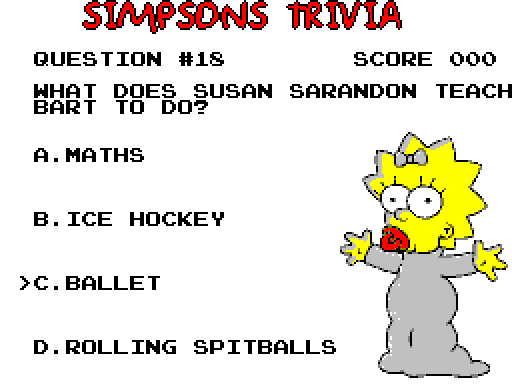 SIMPSONS TRIVIA
QUESTION #18 SCORE 000
WHAT DOES SUSAN SARANDON TEACH
BART TO DO?
A.MATHS
B.ICE HOCKEY
>C.BALLET
D.ROLLING SPITBALLS